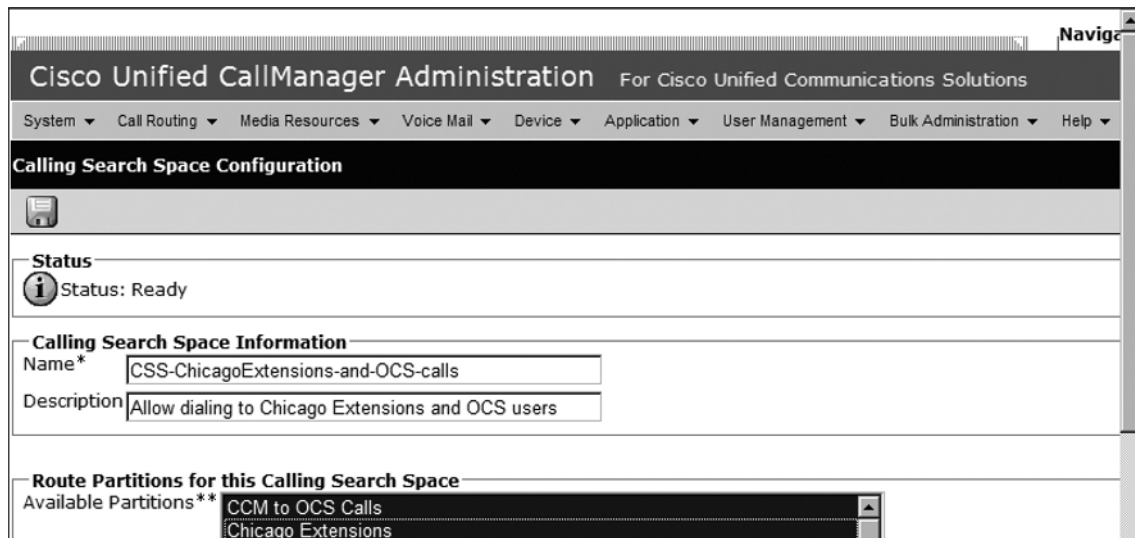 Naviga
Cisco Unified CallManager Administration For Cisco Unified Communications Solutions
System Call Routing Media Resources Voice Mail Device Application User Management Bulk Administration Help
Calling Search Space Configuration
Status
i Status: Ready
Calling Search Space Information
Name* CSS-ChicagoExtensions-and-OCS-calls
Description Allow dialing to Chicago Extensions and OCS users
Route Partitions for this Calling Search Space
Available Partitions** CCM to OCS Calls
Chicago Extensions